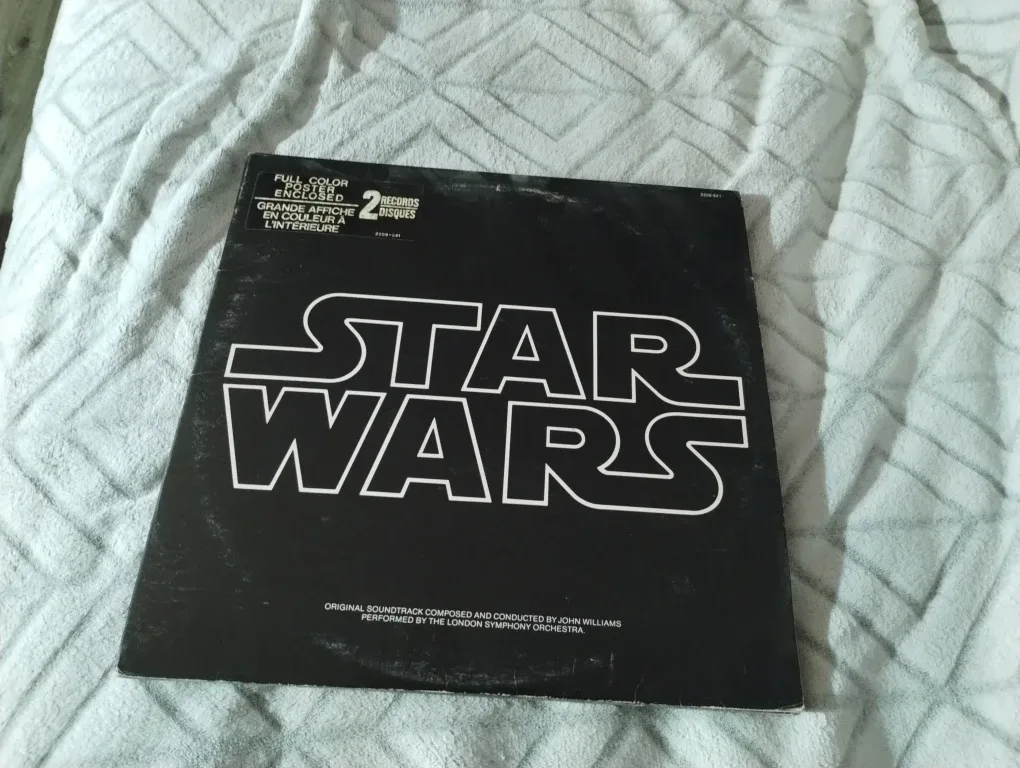 FULL COLOR
POSTER
ENCLOSED
GRANDE AFFICHE
EN COULEUR À
L'INTERIEURE
2 RECORDS
DISQUES
STAR
WARS
ORIGINAL SOUNDTRACK COMPOSED AND CONDUCTED BY JOHN WILLIAMS
PERFORMED BY THE LONDON SYMPHONY ORCHESTRA.